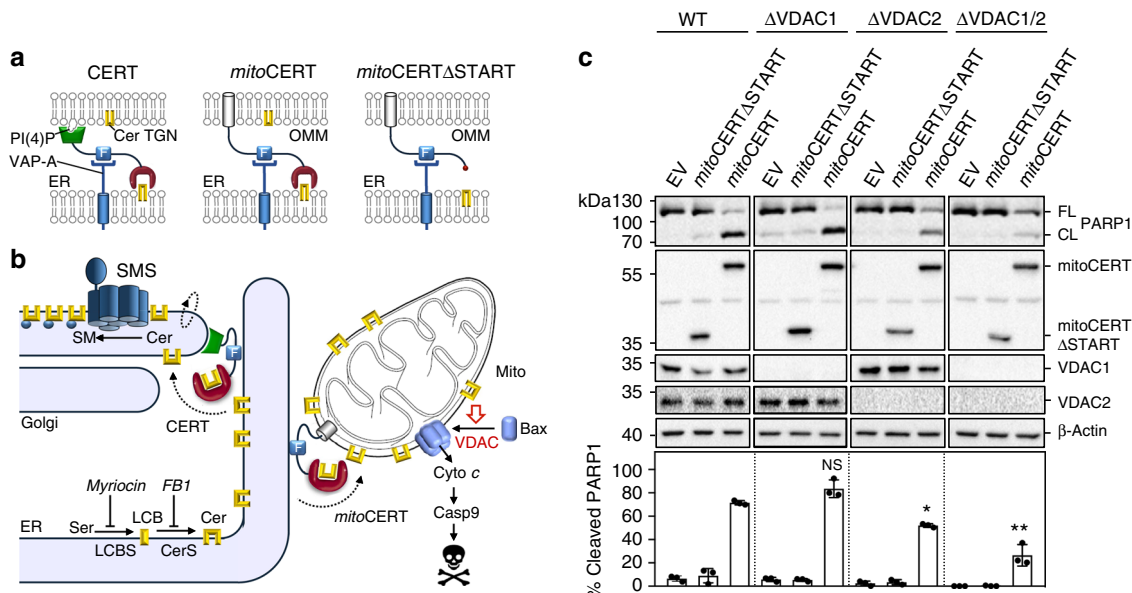 a
CERT
mitoCERT
mitoCERTΔSTART
PI(4)P
Cer TGN
OMM
OMM
VAP-A
F
F
F
ER
ER
ER
b
SMS
SM
Cer
F
Golgi
CERT
Mito
VDAC
Bax
F
Cyto c
mitoCERT
Casp9
Myriocin
FB1
ER
Ser
LCB
Cer
LCBS
CerS
c
WT
ΔVDAC1
ΔVDAC2
ΔVDAC1/2
EV
mitoCERTΔSTART
mitoCERT
EV
mitoCERTΔSTART
mitoCERT
EV
mitoCERTΔSTART
mitoCERT
EV
mitoCERTΔSTART
mitoCERT
kDa
130
100
70
FL
CL
PARP1
55
35
mitoCERT
mitoCERT
ΔSTART
35
VDAC1
35
VDAC2
40
β-Actin
% Cleaved PARP1
100
80
60
40
20
0
NS
*
**